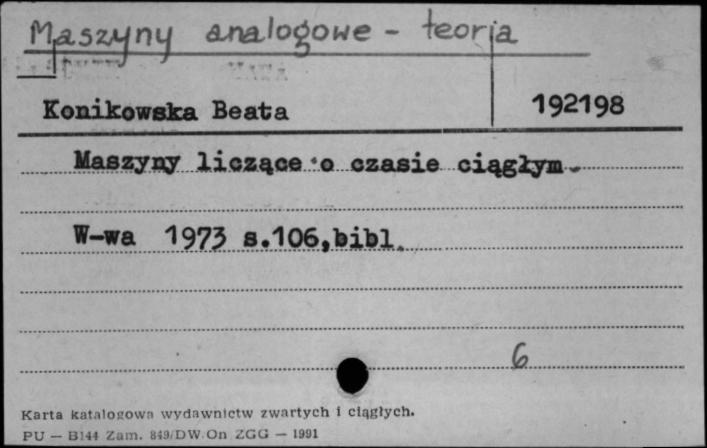 Maszyny analogowe - teoria
Konikowska Beata 192198
Maszyny liczące o czasie ciągłym.
W-wa 1973 s.106,bibl.
6
Karta katalogowa wydawnictw zwartych i ciągłych.
PU — B144 Zam. 849/DW/On ZGG — 1991